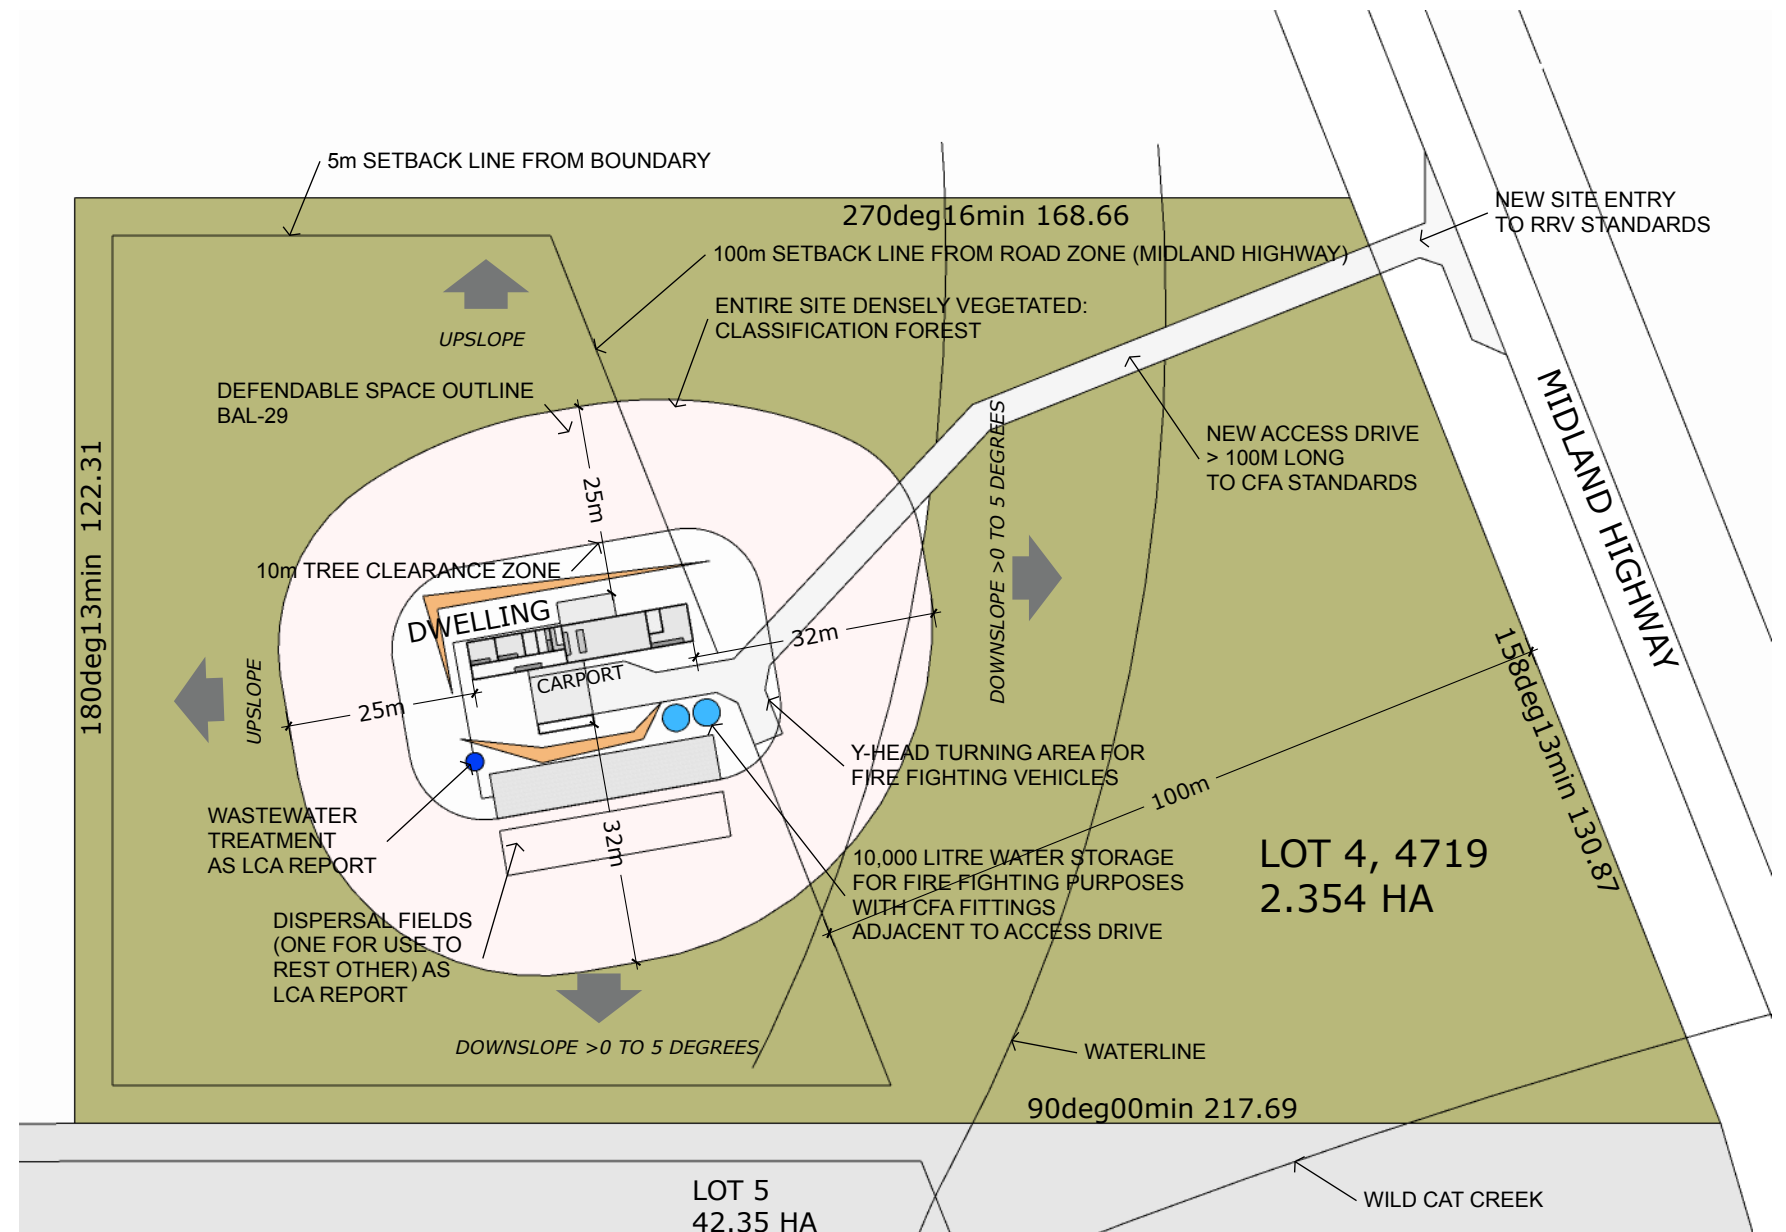 5m SETBACK LINE FROM BOUNDARY
270deg16min 168.66
NEW SITE ENTRY
TO RRV STANDARDS
100m SETBACK LINE FROM ROAD ZONE (MIDLAND HIGHWAY)
ENTIRE SITE DENSELY VEGETATED:
CLASSIFICATION FOREST
UPSLOPE
DEFENDABLE SPACE OUTLINE
BAL-29
MIDLAND HIGHWAY
NEW ACCESS DRIVE
> 100M LONG
TO CFA STANDARDS
180deg13min 122.31
25m
DOWNSLOPE >0 TO 5 DEGREES
10m TREE CLEARANCE ZONE
DWELLING
32m
CARPORT
UPSLOPE
25m
158deg13min 130.87
Y-HEAD TURNING AREA FOR
FIRE FIGHTING VEHICLES
100m
WASTEWATER
TREATMENT
AS LCA REPORT
32m
10,000 LITRE WATER STORAGE
FOR FIRE FIGHTING PURPOSES
WITH CFA FITTINGS
ADJACENT TO ACCESS DRIVE
LOT 4, 4719
2.354 HA
DISPERSAL FIELDS
(ONE FOR USE TO
REST OTHER) AS
LCA REPORT
DOWNSLOPE >0 TO 5 DEGREES
WATERLINE
90deg00min 217.69
LOT 5
42.35 HA
WILD CAT CREEK